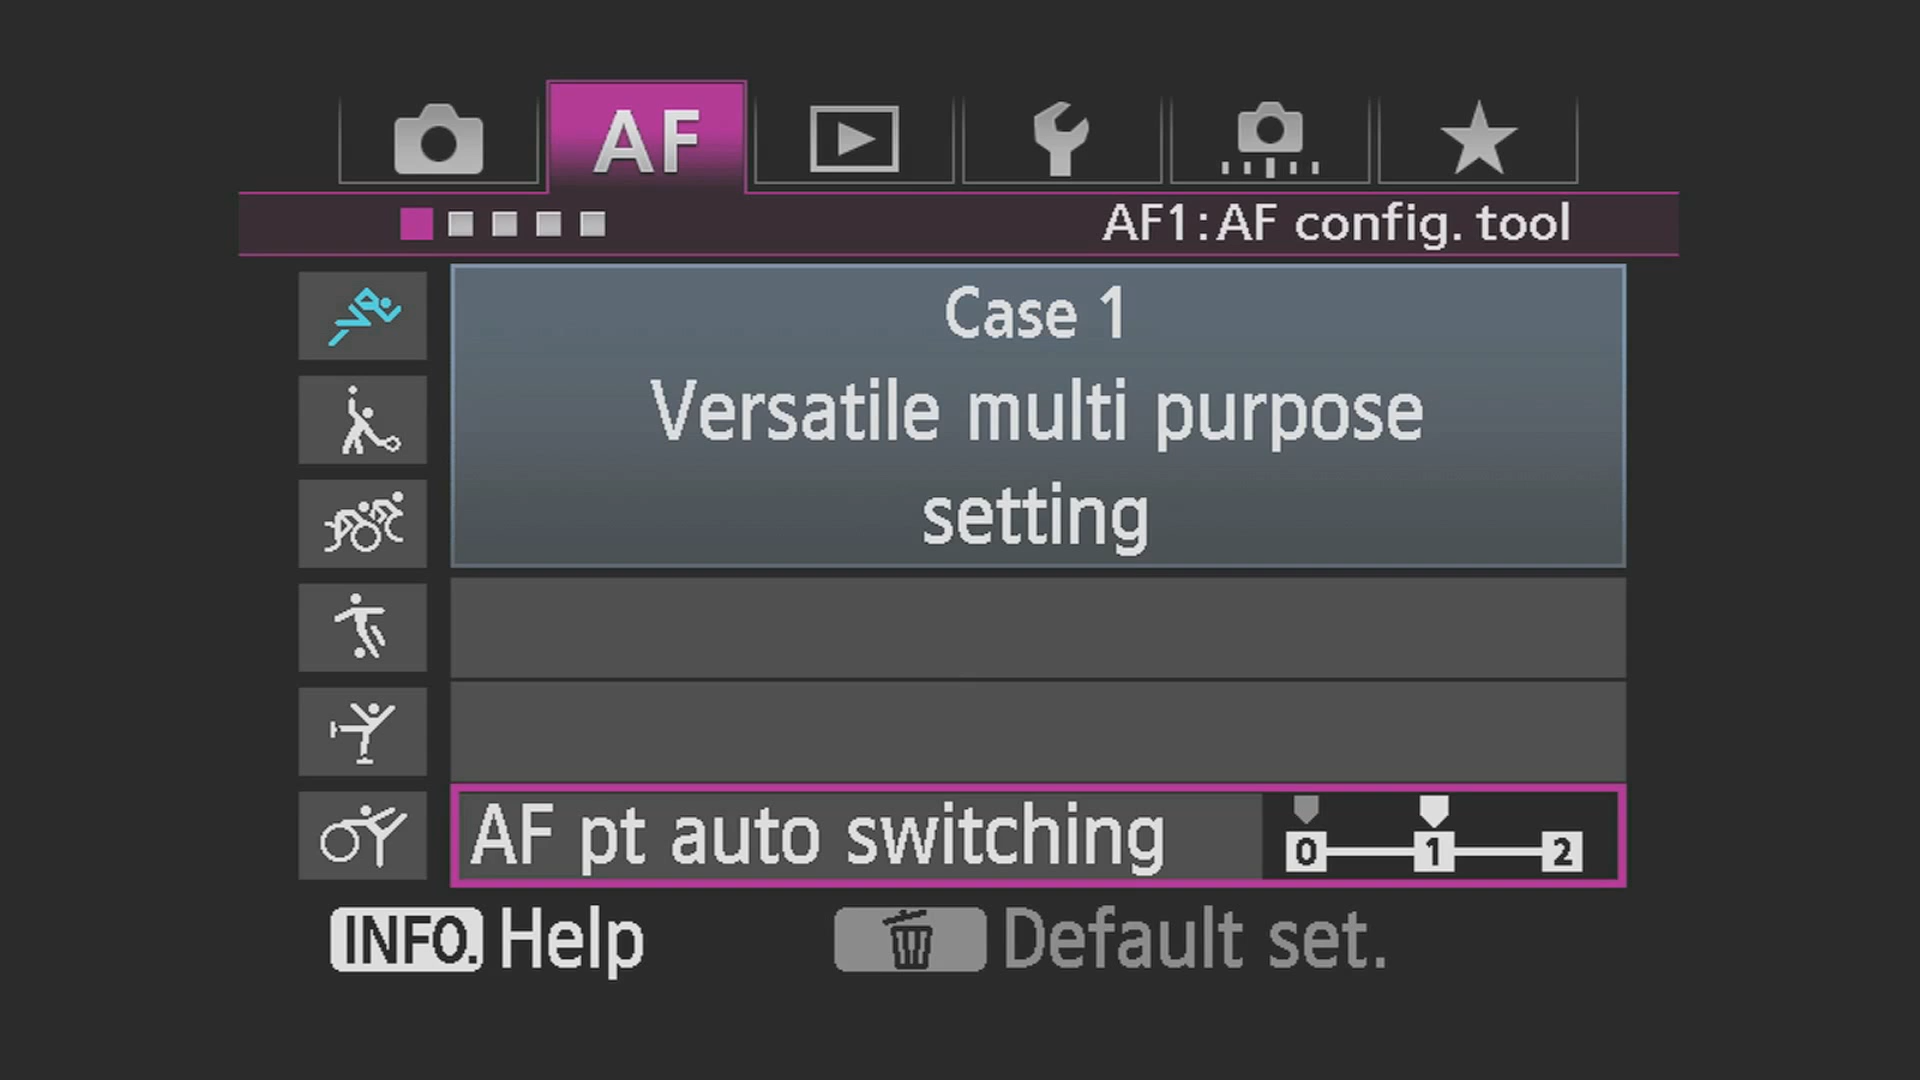 AF
AF1:AF config. tool
Case 1
Versatile multi purpose
setting
AF pt auto switching
0 1 2
INFO. Help
Default set.